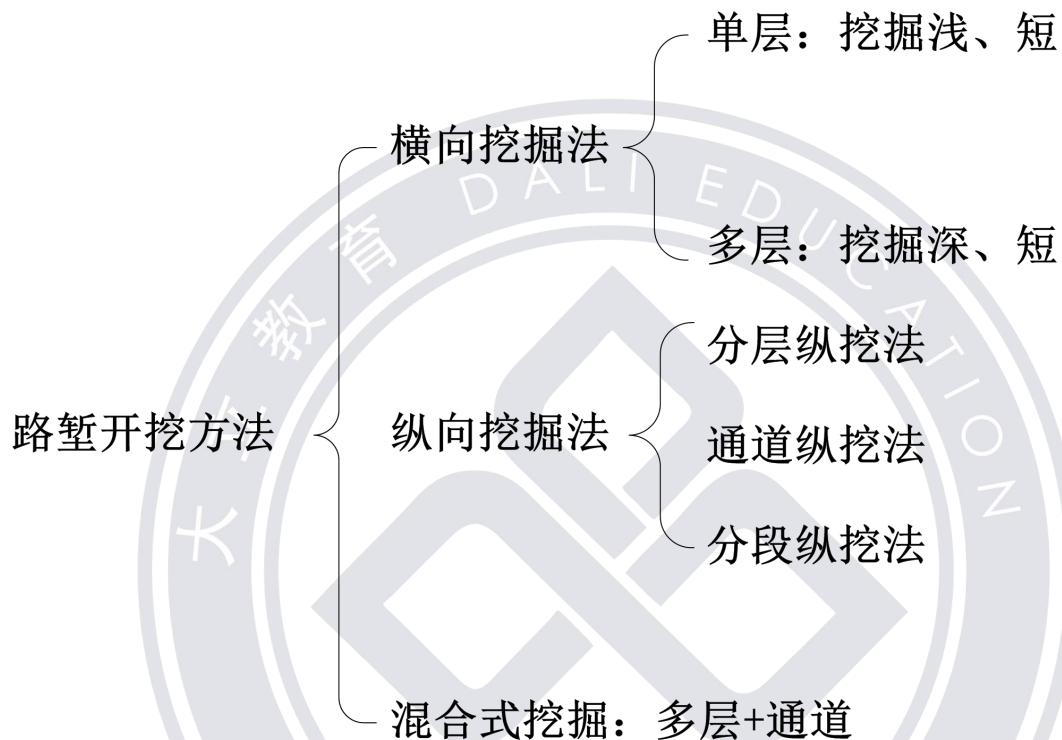 单层：挖掘浅、短
横向挖掘法
多层：挖掘深、短
分层纵挖法
路堑开挖方法
纵向挖掘法
通道纵挖法
分段纵挖法
混合式挖掘：多层+通道
DALI EDUCATION